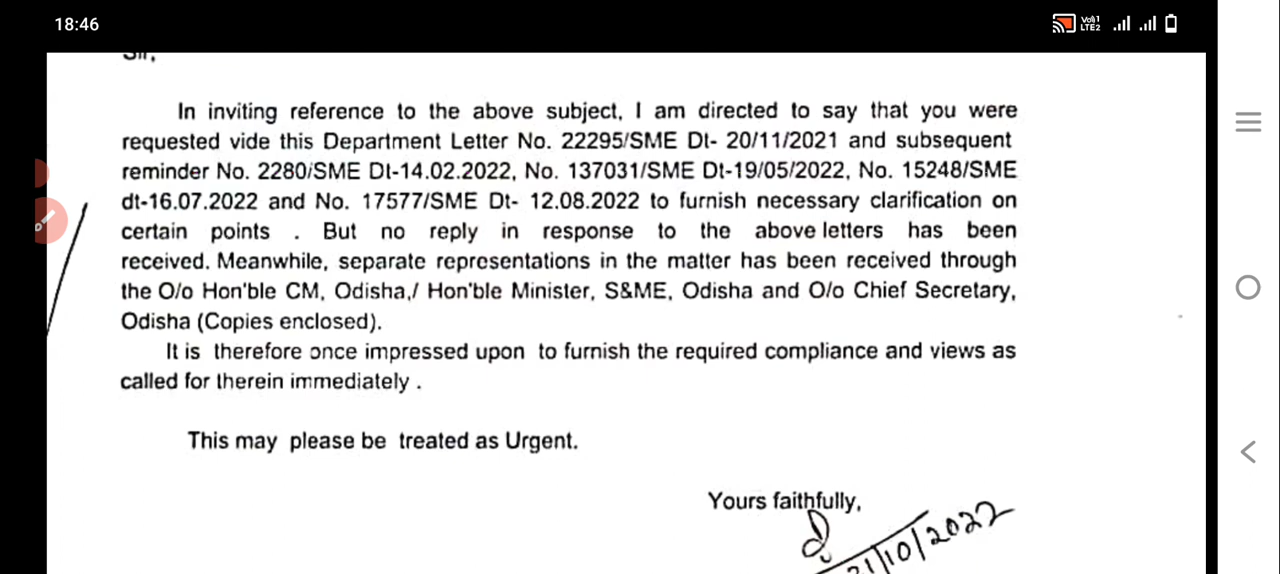 18:46
Vo))1
LTE2
Sir,
In inviting reference to the above subject, I am directed to say that you were
requested vide this Department Letter No. 22295/SME Dt- 20/11/2021 and subsequent
reminder No. 2280/SME Dt-14.02.2022, No. 137031/SME Dt-19/05/2022, No. 15248/SME
dt-16.07.2022 and No. 17577/SME Dt- 12.08.2022 to furnish necessary clarification on
certain points . But no reply in response to the above letters has been
received. Meanwhile, separate representations in the matter has been received through
the O/o Hon'ble CM, Odisha,/ Hon'ble Minister, S&ME, Odisha and O/o Chief Secretary,
Odisha (Copies enclosed).
It is therefore once impressed upon to furnish the required compliance and views as
called for therein immediately .
This may please be treated as Urgent.
Yours faithfully,
/10/2022